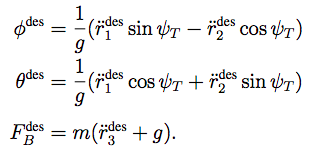 ϕ^des = 1/g (r̈_1^des sin ψ_T − r̈_2^des cos ψ_T)
θ^des = 1/g (r̈_1^des cos ψ_T + r̈_2^des sin ψ_T)
F_B^des = m(r̈_3^des + g).